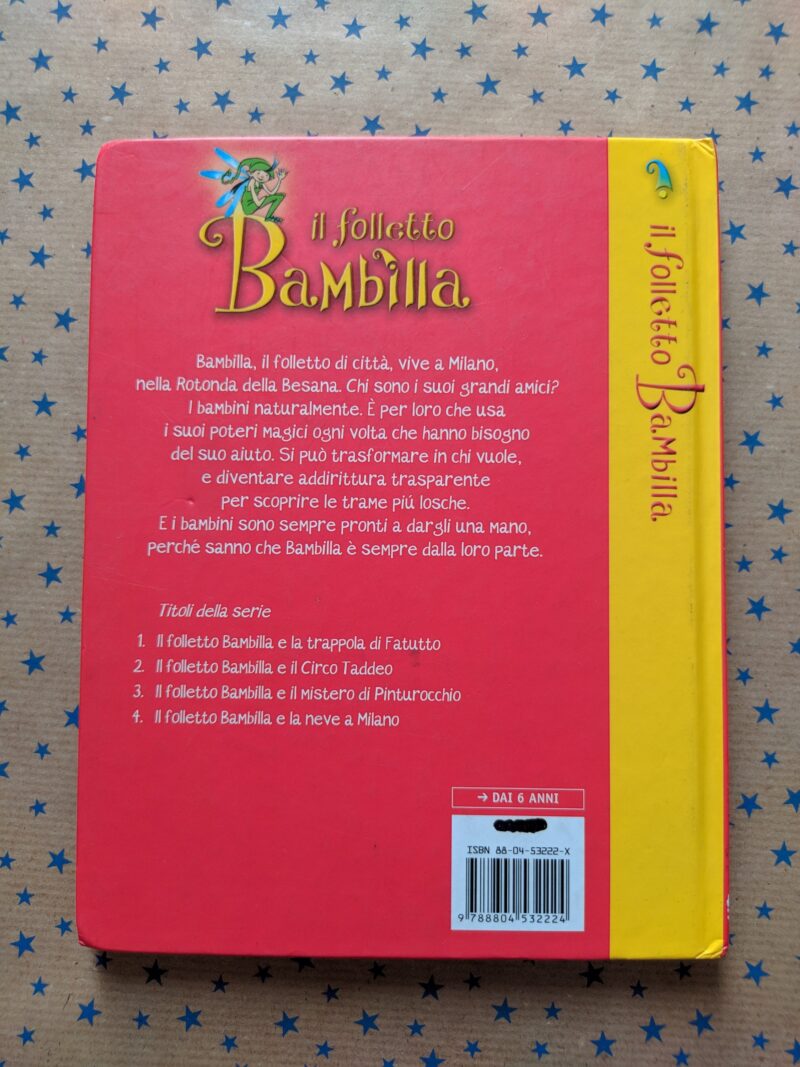 il folletto
Bambilla
Bambilla, il folletto di città, vive a Milano,
nella Rotonda della Besana. Chi sono i suoi grandi amici?
I bambini naturalmente. È per loro che usa
i suoi poteri magici ogni volta che hanno bisogno
del suo aiuto. Si può trasformare in chi vuole,
e diventare addirittura trasparente
per scoprire le trame piú losche.
E i bambini sono sempre pronti a dargli una mano,
perché sanno che Bambilla è sempre dalla loro parte.
Titoli della serie
1. Il folletto Bambilla e la trappola di Fatutto
2. Il folletto Bambilla e il Circo Taddeo
3. Il folletto Bambilla e il mistero di Pinturocchio
4. Il folletto Bambilla e la neve a Milano
→ DAI 6 ANNI
ISBN 88-04-53222-X
9 788804 532224
il folletto Bambilla